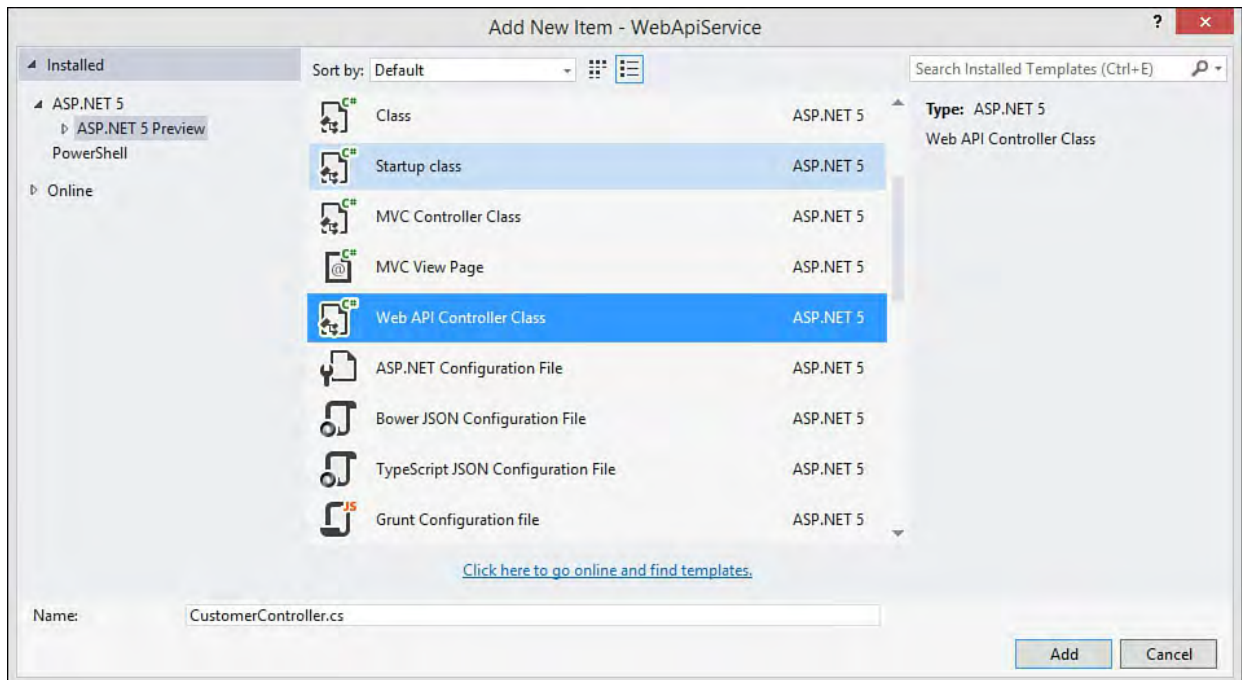 Add New Item - WebApiService
?
×
Installed
Sort by: Default
Search Installed Templates (Ctrl+E)
ASP.NET 5
ASP.NET 5 Preview
PowerShell
Online
C# Class ASP.NET 5
C# Startup class ASP.NET 5
C# MVC Controller Class ASP.NET 5
C# @ MVC View Page ASP.NET 5
C# Web API Controller Class ASP.NET 5
ASP.NET Configuration File ASP.NET 5
Bower JSON Configuration File ASP.NET 5
TypeScript JSON Configuration File ASP.NET 5
JS Grunt Configuration file ASP.NET 5
Type: ASP.NET 5
Web API Controller Class
Click here to go online and find templates.
Name: CustomerController.cs
Add Cancel